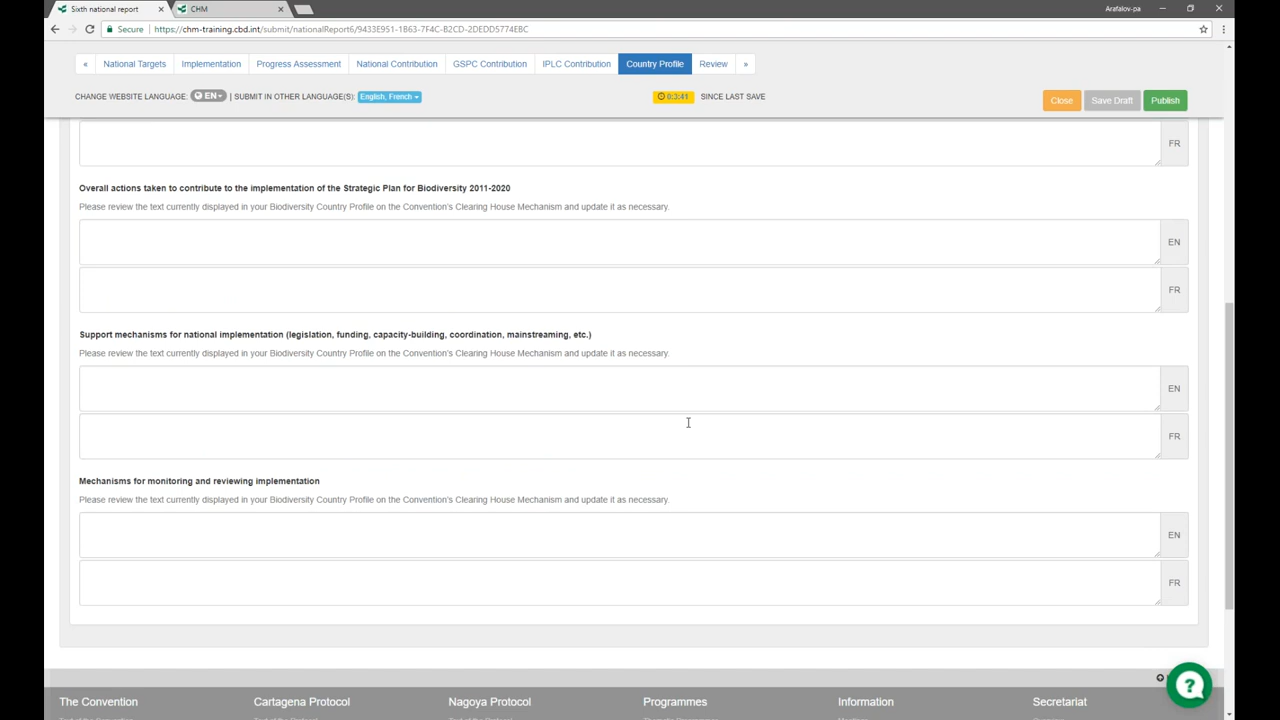 Sixth national report
CHM
Arafalov-pa
Secure | https://chm-training.cbd.int/submit/nationalReport6/9433E951-1B63-7F4C-B2CD-2DEDD5774EBC
« National Targets Implementation Progress Assessment National Contribution GSPC Contribution IPLC Contribution Country Profile Review »
CHANGE WEBSITE LANGUAGE: EN | SUBMIT IN OTHER LANGUAGE(S): English, French 0:3:41 SINCE LAST SAVE
Close Save Draft Publish
FR
Overall actions taken to contribute to the implementation of the Strategic Plan for Biodiversity 2011-2020
Please review the text currently displayed in your Biodiversity Country Profile on the Convention's Clearing House Mechanism and update it as necessary.
EN
FR
Support mechanisms for national implementation (legislation, funding, capacity-building, coordination, mainstreaming, etc.)
Please review the text currently displayed in your Biodiversity Country Profile on the Convention's Clearing House Mechanism and update it as necessary.
EN
FR
Mechanisms for monitoring and reviewing implementation
Please review the text currently displayed in your Biodiversity Country Profile on the Convention's Clearing House Mechanism and update it as necessary.
EN
FR
?
The Convention Cartagena Protocol Nagoya Protocol Programmes Information Secretariat